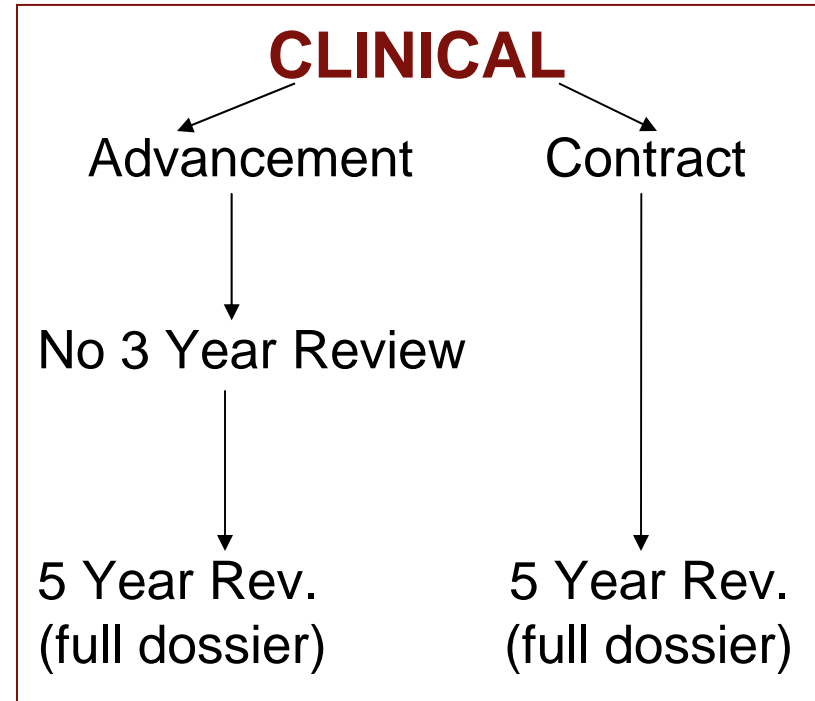 CLINICAL
Advancement
Contract
No 3 Year Review
5 Year Rev.
(full dossier)
5 Year Rev.
(full dossier)